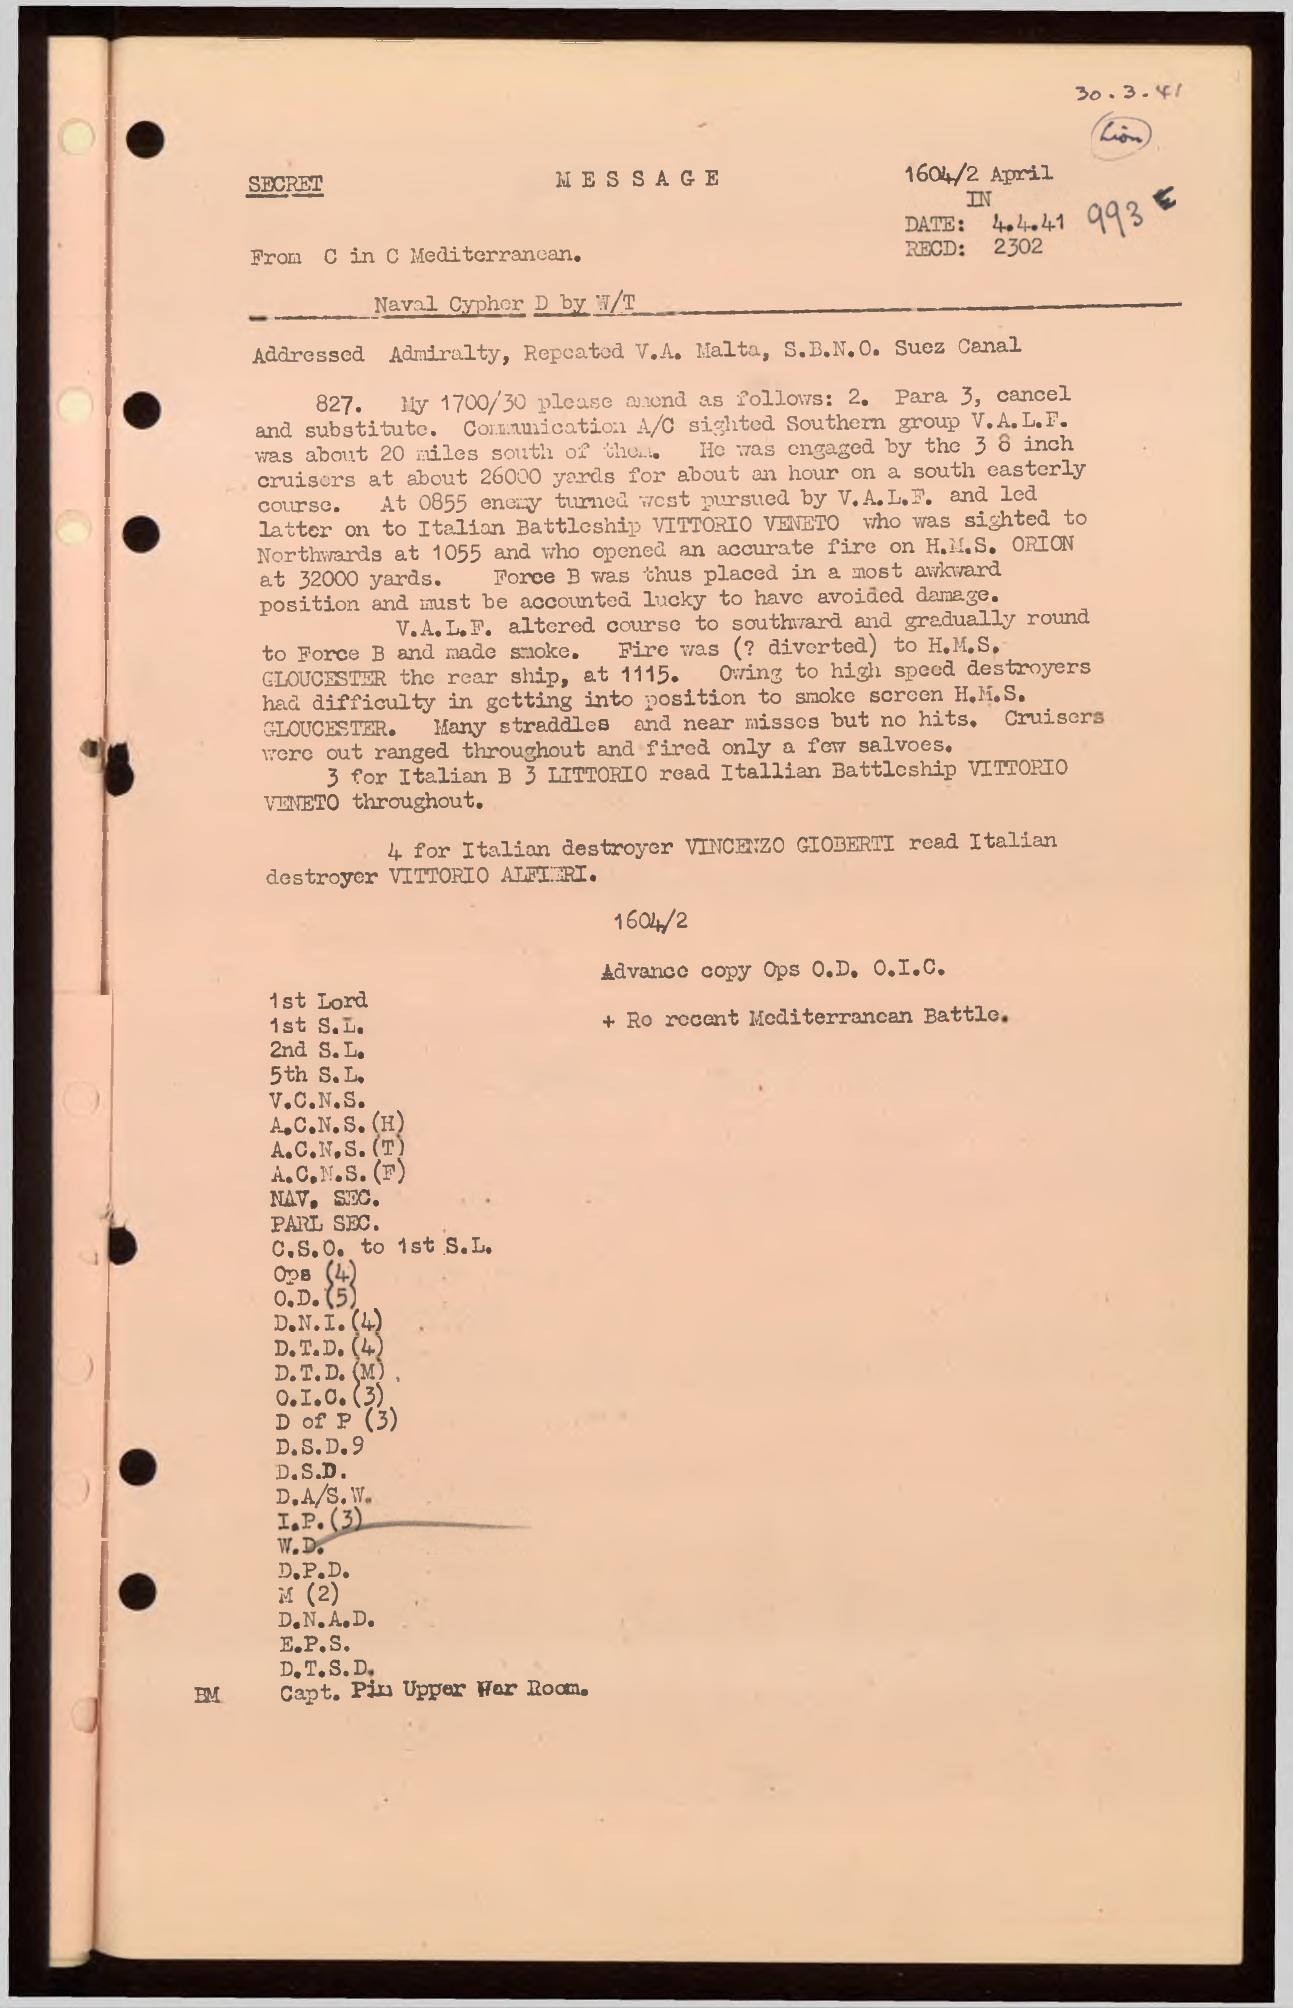 30.3.41
Lion
SECRET MESSAGE 1604/2 April
IN
DATE: 4.4.41 993 E
RECD: 2302
From C in C Mediterranean.
Naval Cypher D by W/T
Addressed Admiralty, Repeated V.A. Malta, S.B.N.O. Suez Canal
827. My 1700/30 please amend as follows: 2. Para 3, cancel
and substitute. Communication A/C sighted Southern group V.A.L.F.
was about 20 miles south of them. He was engaged by the 3 8 inch
cruisers at about 26000 yards for about an hour on a south easterly
course. At 0855 enemy turned west pursued by V.A.L.F. and led
latter on to Italian Battleship VITTORIO VENETO who was sighted to
Northwards at 1055 and who opened an accurate fire on H.M.S. ORION
at 32000 yards. Force B was thus placed in a most awkward
position and must be accounted lucky to have avoided damage.
V.A.L.F. altered course to southward and gradually round
to Force B and made smoke. Fire was (? diverted) to H.M.S.
GLOUCESTER the rear ship, at 1115. Owing to high speed destroyers
had difficulty in getting into position to smoke screen H.M.S.
GLOUCESTER. Many straddles and near misses but no hits. Cruisers
were out ranged throughout and fired only a few salvoes.
3 for Italian B 3 LITTORIO read Itallian Battleship VITTORIO
VENETO throughout.
4 for Italian destroyer VINCENZO GIOBERTI read Italian
destroyer VITTORIO ALFIERI.
1604/2
Advance copy Ops O.D. O.I.C.
+ Re recent Mediterranean Battle.
1st Lord
1st S.L.
2nd S.L.
5th S.L.
V.C.N.S.
A.C.N.S.(H)
A.C.N.S.(T)
A.C.N.S.(F)
NAV. SEC.
PARL SEC.
C.S.O. to 1st S.L.
Ops (4)
O.D.(5)
D.N.I.(4)
D.T.D.(4)
D.T.D.(M)
O.I.C.(3)
D of P (3)
D.S.D.9
D.S.D.
D.A/S.W.
I.P.(3)
W.D.
D.P.D.
M (2)
D.N.A.D.
E.P.S.
D.T.S.D.
BM Capt. Pim Upper War Room.